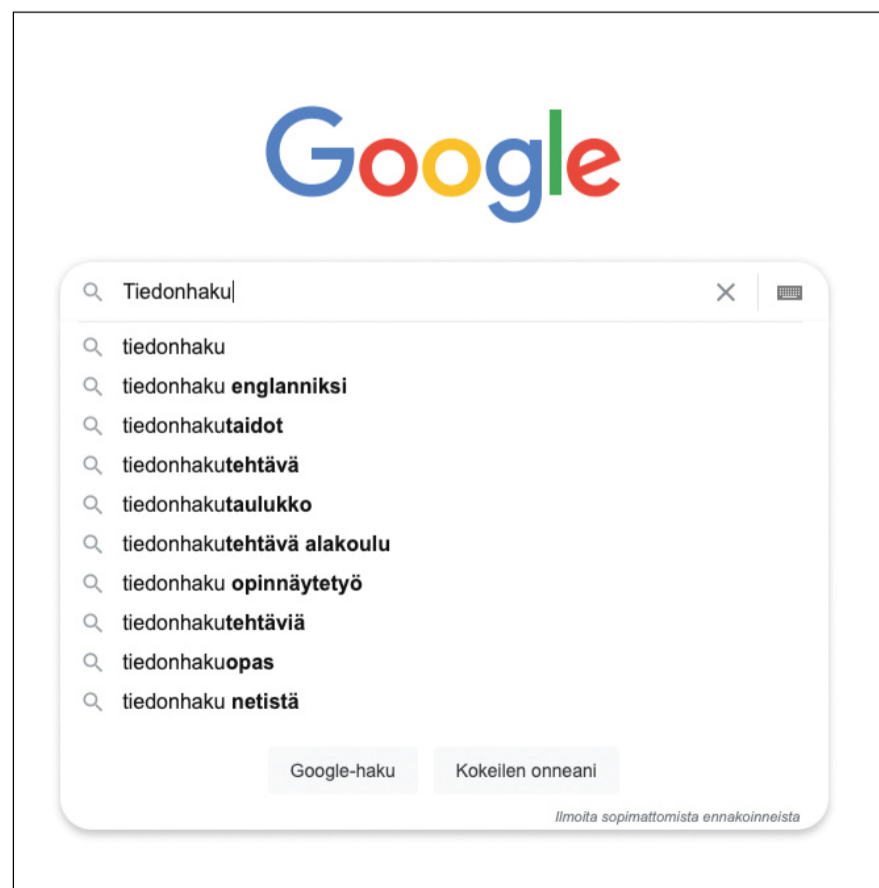 Google
Tiedonhaku
tiedonhaku
tiedonhaku englanniksi
tiedonhakutaidot
tiedonhakutehtävä
tiedonhakutaulukko
tiedonhakutehtävä alakoulu
tiedonhaku opinnäytetyö
tiedonhakutehtäviä
tiedonhakuopas
tiedonhaku netistä
Google-haku Kokeilen onneani
Ilmoita sopimattomista ennakoinneista